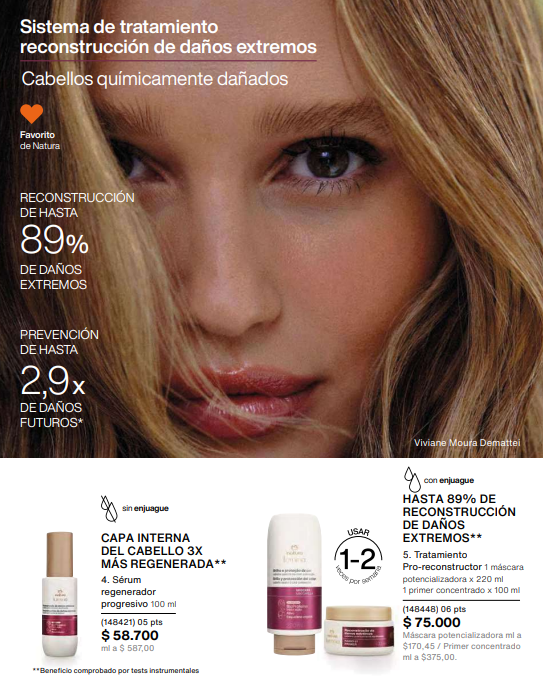 Sistema de tratamiento
reconstrucción de daños extremos
Cabellos químicamente dañados
Favorito
de Natura
RECONSTRUCCIÓN
DE HASTA
89%
DE DAÑOS
EXTREMOS
PREVENCIÓN
DE HASTA
2,9x
DE DAÑOS
FUTUROS*
Viviane Moura Demattei
sin enjuague
CAPA INTERNA
DEL CABELLO 3X
MÁS REGENERADA**
4. Sérum
regenerador
progresivo 100 ml
(148421) 05 pts
$ 58.700
ml a $ 587,00
**Beneficio comprobado por tests instrumentales
natura
lumina
USAR
1-2
veces por semana
con enjuague
HASTA 89% DE
RECONSTRUCCIÓN
DE DAÑOS
EXTREMOS**
5. Tratamiento
Pro-reconstructor 1 máscara
potencializadora x 220 ml
1 primer concentrado x 100 ml
(148448) 06 pts
$ 75.000
Máscara potencializadora ml a
$170,45 / Primer concentrado
ml a $375,00.